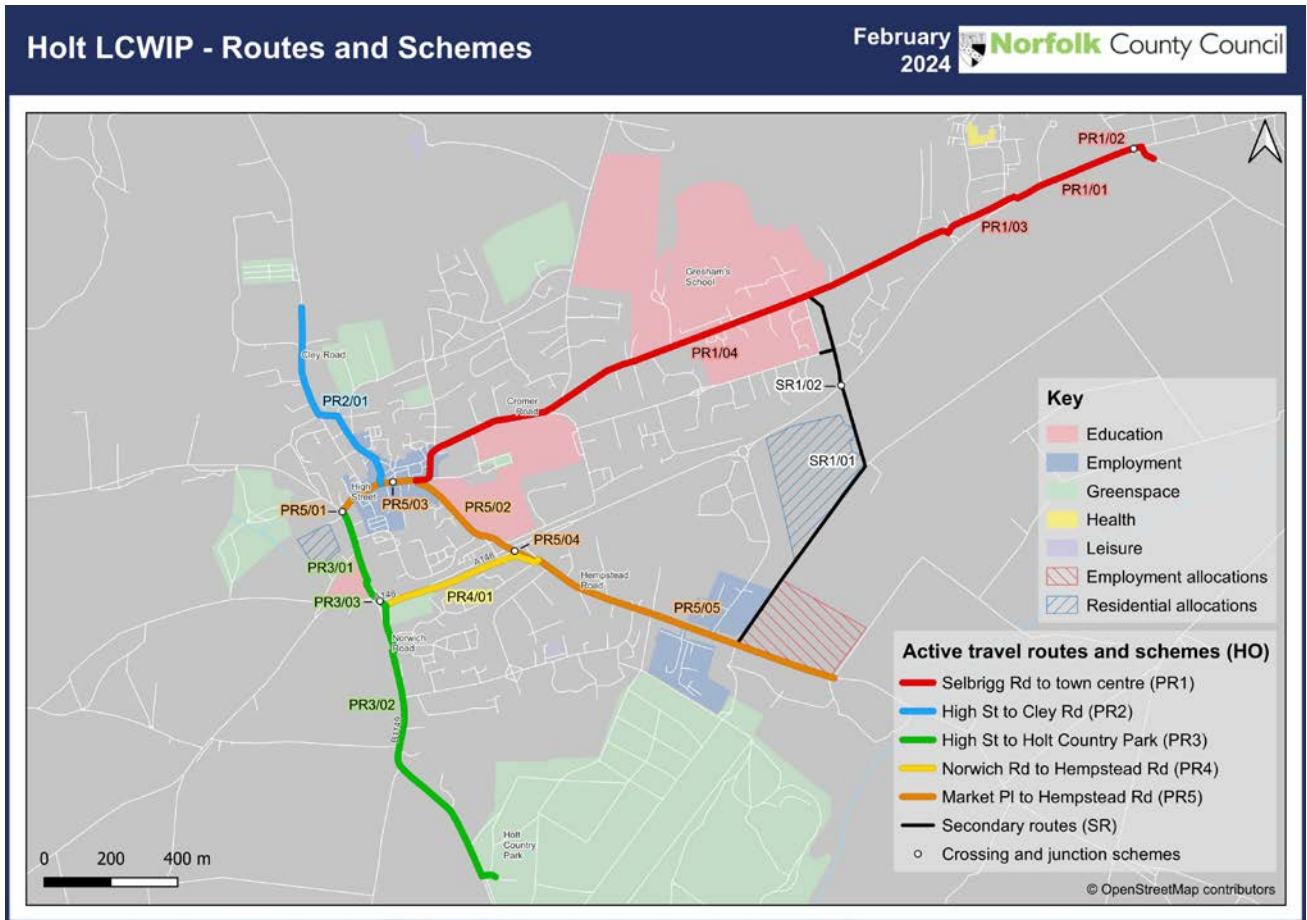 Holt LCWIP - Routes and Schemes
February
2024
Norfolk County Council
PR1/02
PR1/01
PR1/03
Gresham's
School
PR1/04
Cley Road
SR1/02
PR2/01
Cromer
Road
SR1/01
High
Street
PR5/03
PR5/02
PR5/01
PR5/04
A148
PR3/01
Hempstead
Road
PR3/03
PR4/01
PR5/05
Norwich
Road
PR3/02
B1149
Holt
Country
Park
Key
Education
Employment
Greenspace
Health
Leisure
Employment allocations
Residential allocations
Active travel routes and schemes (HO)
Selbrigg Rd to town centre (PR1)
High St to Cley Rd (PR2)
High St to Holt Country Park (PR3)
Norwich Rd to Hempstead Rd (PR4)
Market Pl to Hempstead Rd (PR5)
Secondary routes (SR)
Crossing and junction schemes
0 200 400 m
© OpenStreetMap contributors